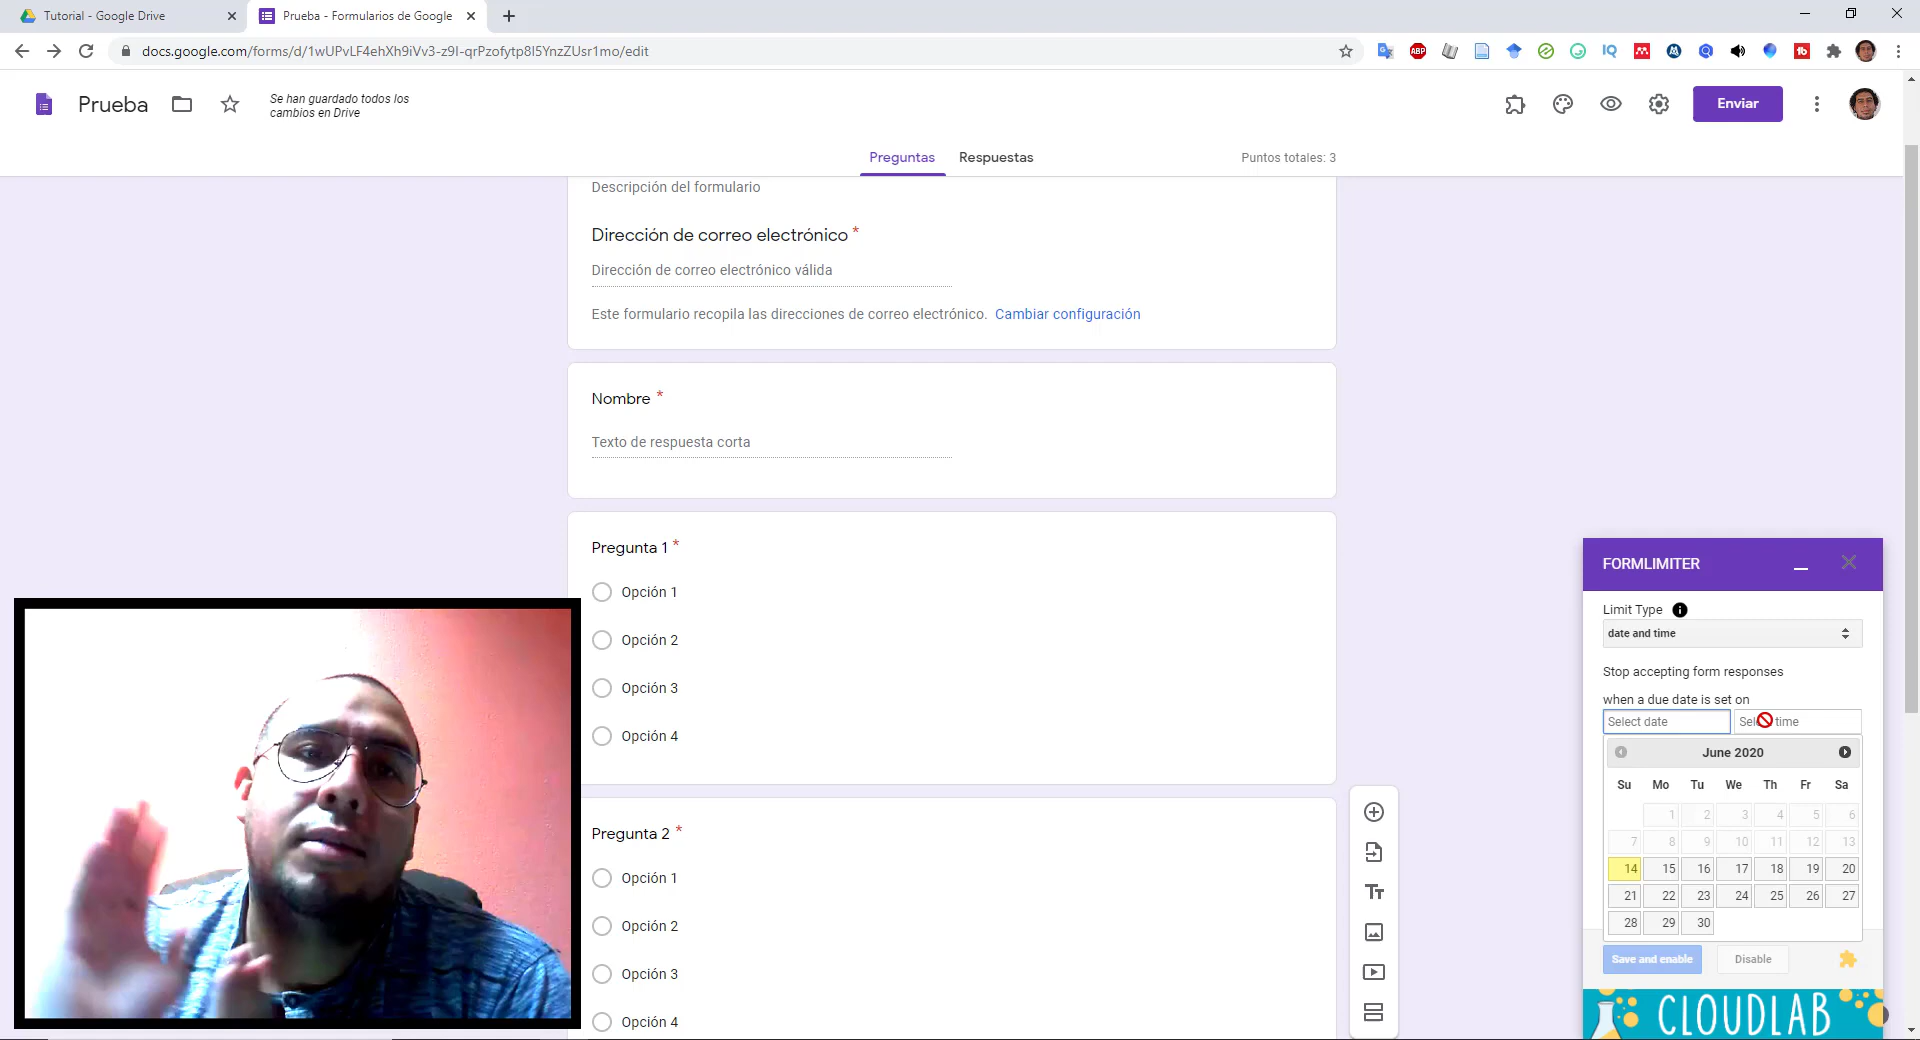 Tutorial - Google Drive
Prueba - Formularios de Google
docs.google.com/forms/d/1wUPvLF4ehXh9iVv3-z9I-qrPzofytp8I5YnzZUsr1mo/edit
ABP
IQ
Prueba
Se han guardado todos los
cambios en Drive
Enviar
Preguntas
Respuestas
Puntos totales: 3
Descripción del formulario
Dirección de correo electrónico *
Dirección de correo electrónico válida
Este formulario recopila las direcciones de correo electrónico. Cambiar configuración
Nombre *
Texto de respuesta corta
Pregunta 1 *
Opción 1
Opción 2
Opción 3
Opción 4
Pregunta 2 *
Opción 1
Opción 2
Opción 3
Opción 4
Tт
FORMLIMITER
Limit Type
date and time
Stop accepting form responses
when a due date is set on
Select date
time
June 2020
Su Mo Tu We Th Fr Sa
1 2 3 4 5 6
7 8 9 10 11 12 13
14 15 16 17 18 19 20
21 22 23 24 25 26 27
28 29 30
Save and enable
Disable
CLOUDLAB